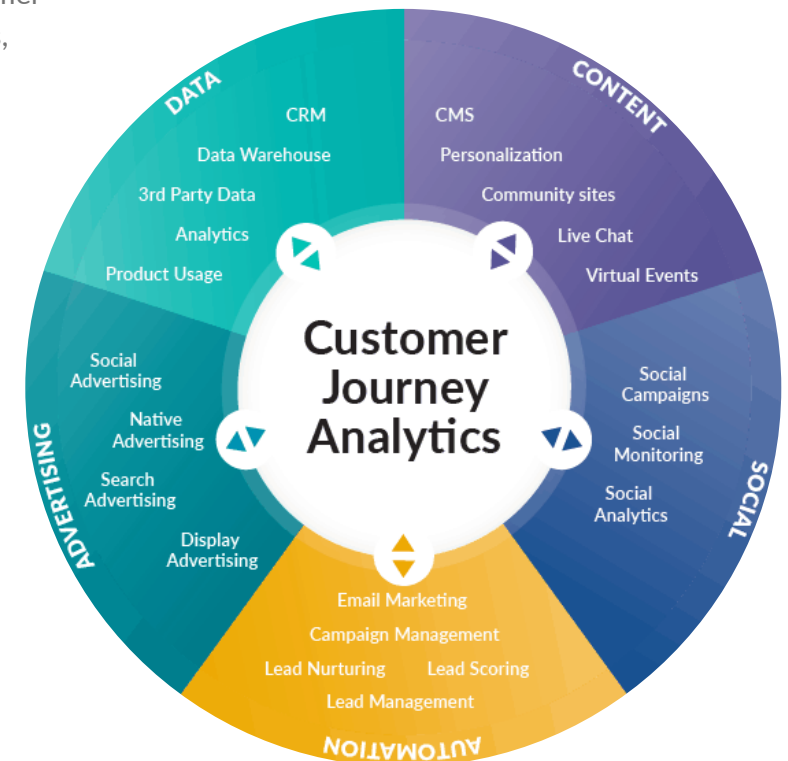 DATA
CRM
Data Warehouse
3rd Party Data
Analytics
Product Usage
CONTENT
CMS
Personalization
Community sites
Live Chat
Virtual Events
Customer
Journey
Analytics
Social
Advertising
Native
Advertising
Search
Advertising
Display
Advertising
ADVERTISING
Social
Campaigns
Social
Monitoring
Social
Analytics
SOCIAL
Email Marketing
Campaign Management
Lead Nurturing Lead Scoring
Lead Management
AUTOMATION